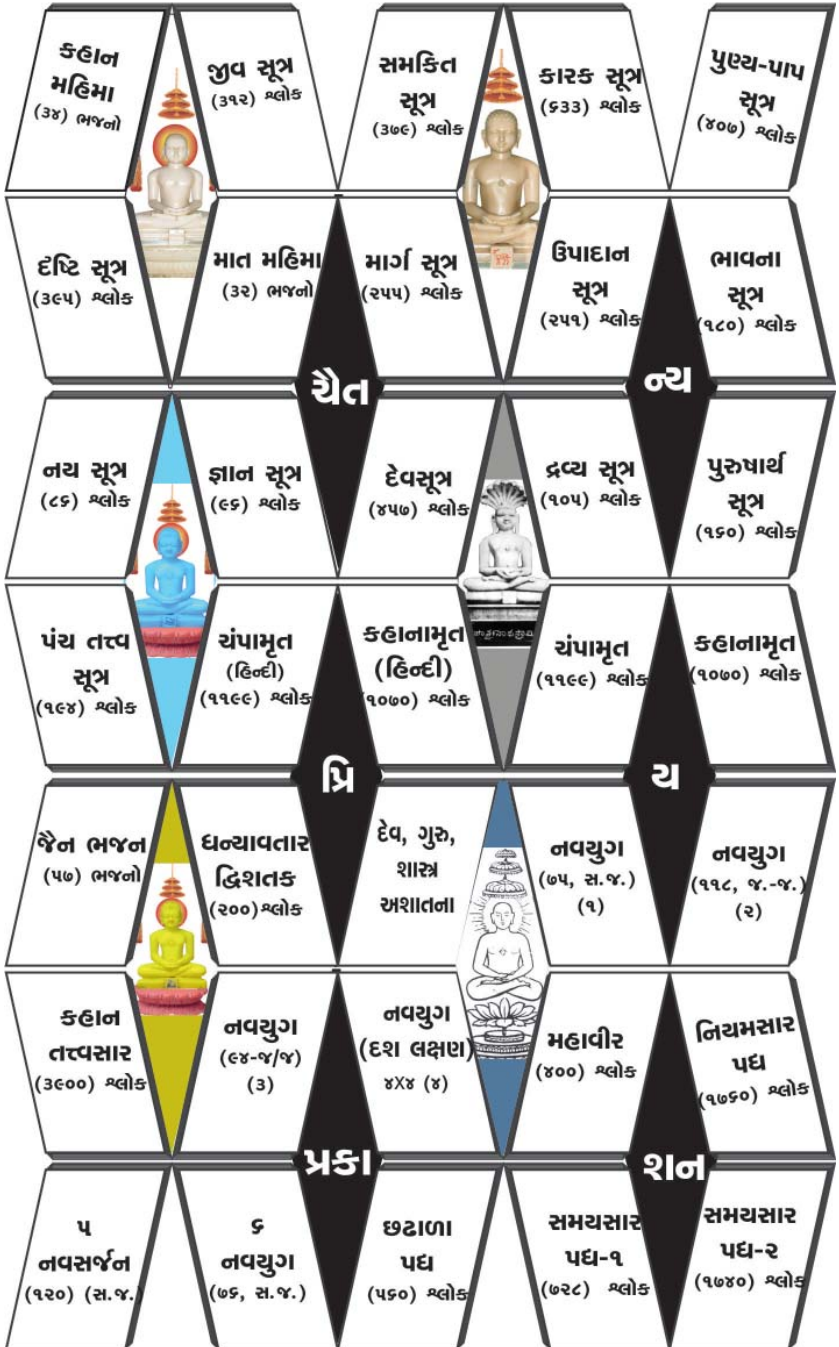 કહાન
મહિમા
(૩૪) ભજનો
જીવ સૂત્ર
(૩૧૨) શ્લોક
સમકિત
સૂત્ર
(૩૭૯) શ્લોક
કારક સૂત્ર
(૬૩૩) શ્લોક
પુણ્ય-પાપ
સૂત્ર
(૪૦૭) શ્લોક
દૃષ્ટિ સૂત્ર
(૩૯૫) શ્લોક
માત મહિમા
(૩૨) ભજનો
માર્ગ સૂત્ર
(૨૫૫) શ્લોક
ઉપાદાન
સૂત્ર
(૨૫૧) શ્લોક
ભાવના
સૂત્ર
(૧૮૦) શ્લોક
ચૈત
ન્ય
નય સૂત્ર
(૮૬) શ્લોક
જ્ઞાન સૂત્ર
(૯૬) શ્લોક
દેવસૂત્ર
(૪૫૭) શ્લોક
દ્રવ્ય સૂત્ર
(૧૦૫) શ્લોક
પુરુષાર્થ
સૂત્ર
(૧૬૦) શ્લોક
પંચ તત્ત્વ
સૂત્ર
(૧૯૪) શ્લોક
ચંપામૃત
(હિન્દી)
(૧૧૯૯) શ્લોક
કહાનામૃત
(હિન્દી)
(૧૦૭૦) શ્લોક
ચંપામૃત
(૧૧૯૯) શ્લોક
કહાનામૃત
(૧૦૭૦) શ્લોક
પ્રિ
ય
જૈન ભજન
(૫૭) ભજનો
ધન્યાવતાર
દ્વિશતક
(૨૦૦)શ્લોક
દેવ, ગુરુ,
શાસ્ત્ર
અશાતના
નવયુગ
(૭૫, સ.જ.)
(૧)
નવયુગ
(૧૧૮, જ.-જ.)
(૨)
કહાન
તત્ત્વસાર
(૩૯૦૦) શ્લોક
નવયુગ
(૯૪-જ/જ)
(૩)
નવયુગ
(દશ લક્ષણ)
૪X૪ (૪)
મહાવીર
(૪૦૦) શ્લોક
નિયમસાર
પદ્ય
(૧૭૬૦) શ્લોક
પ્રકા
શન
૫
નવસર્જન
(૧૨૦) (સ.જ.)
૬
નવયુગ
(૭૬, સ.જ.)
છઢાળા
પદ્ય
(૫૬૦) શ્લોક
સમયસાર
પદ્ય-૧
(૭૨૮) શ્લોક
સમયસાર
પદ્ય-૨
(૧૭૪૦) શ્લોક